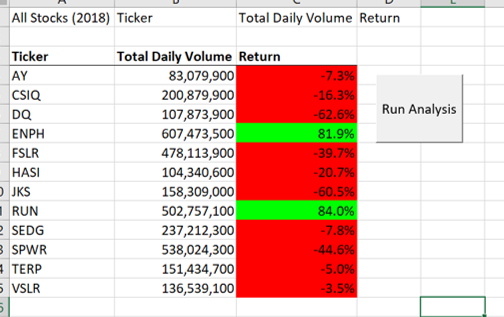 All Stocks (2018) Ticker Total Daily Volume Return
Ticker Total Daily Volume Return
AY 83,079,900 -7.3%
CSIQ 200,879,900 -16.3%
DQ 107,873,900 -62.6%
Run Analysis
ENPH 607,473,500 81.9%
FSLR 478,113,900 -39.7%
HASI 104,340,600 -20.7%
JKS 158,309,000 -60.5%
RUN 502,757,100 84.0%
SEDG 237,212,300 -7.8%
SPWR 538,024,300 -44.6%
TERP 151,434,700 -5.0%
VSLR 136,539,100 -3.5%